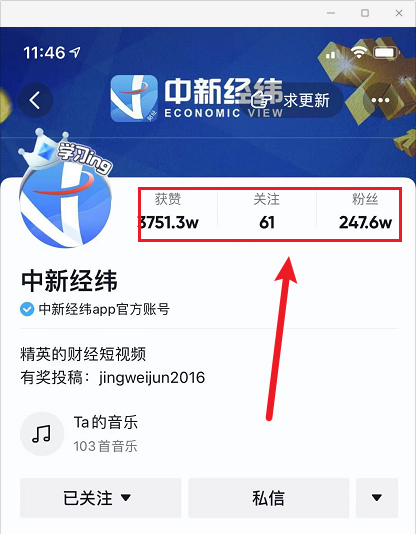 11:46
中新经纬
ECONOMIC VIEW
求更新
学习ing
获赞 关注 粉丝
3751.3w 61 247.6w
中新经纬
中新经纬app官方账号
精英的财经短视频
有奖投稿：jingweijun2016
Ta的音乐
103首音乐
已关注 私信